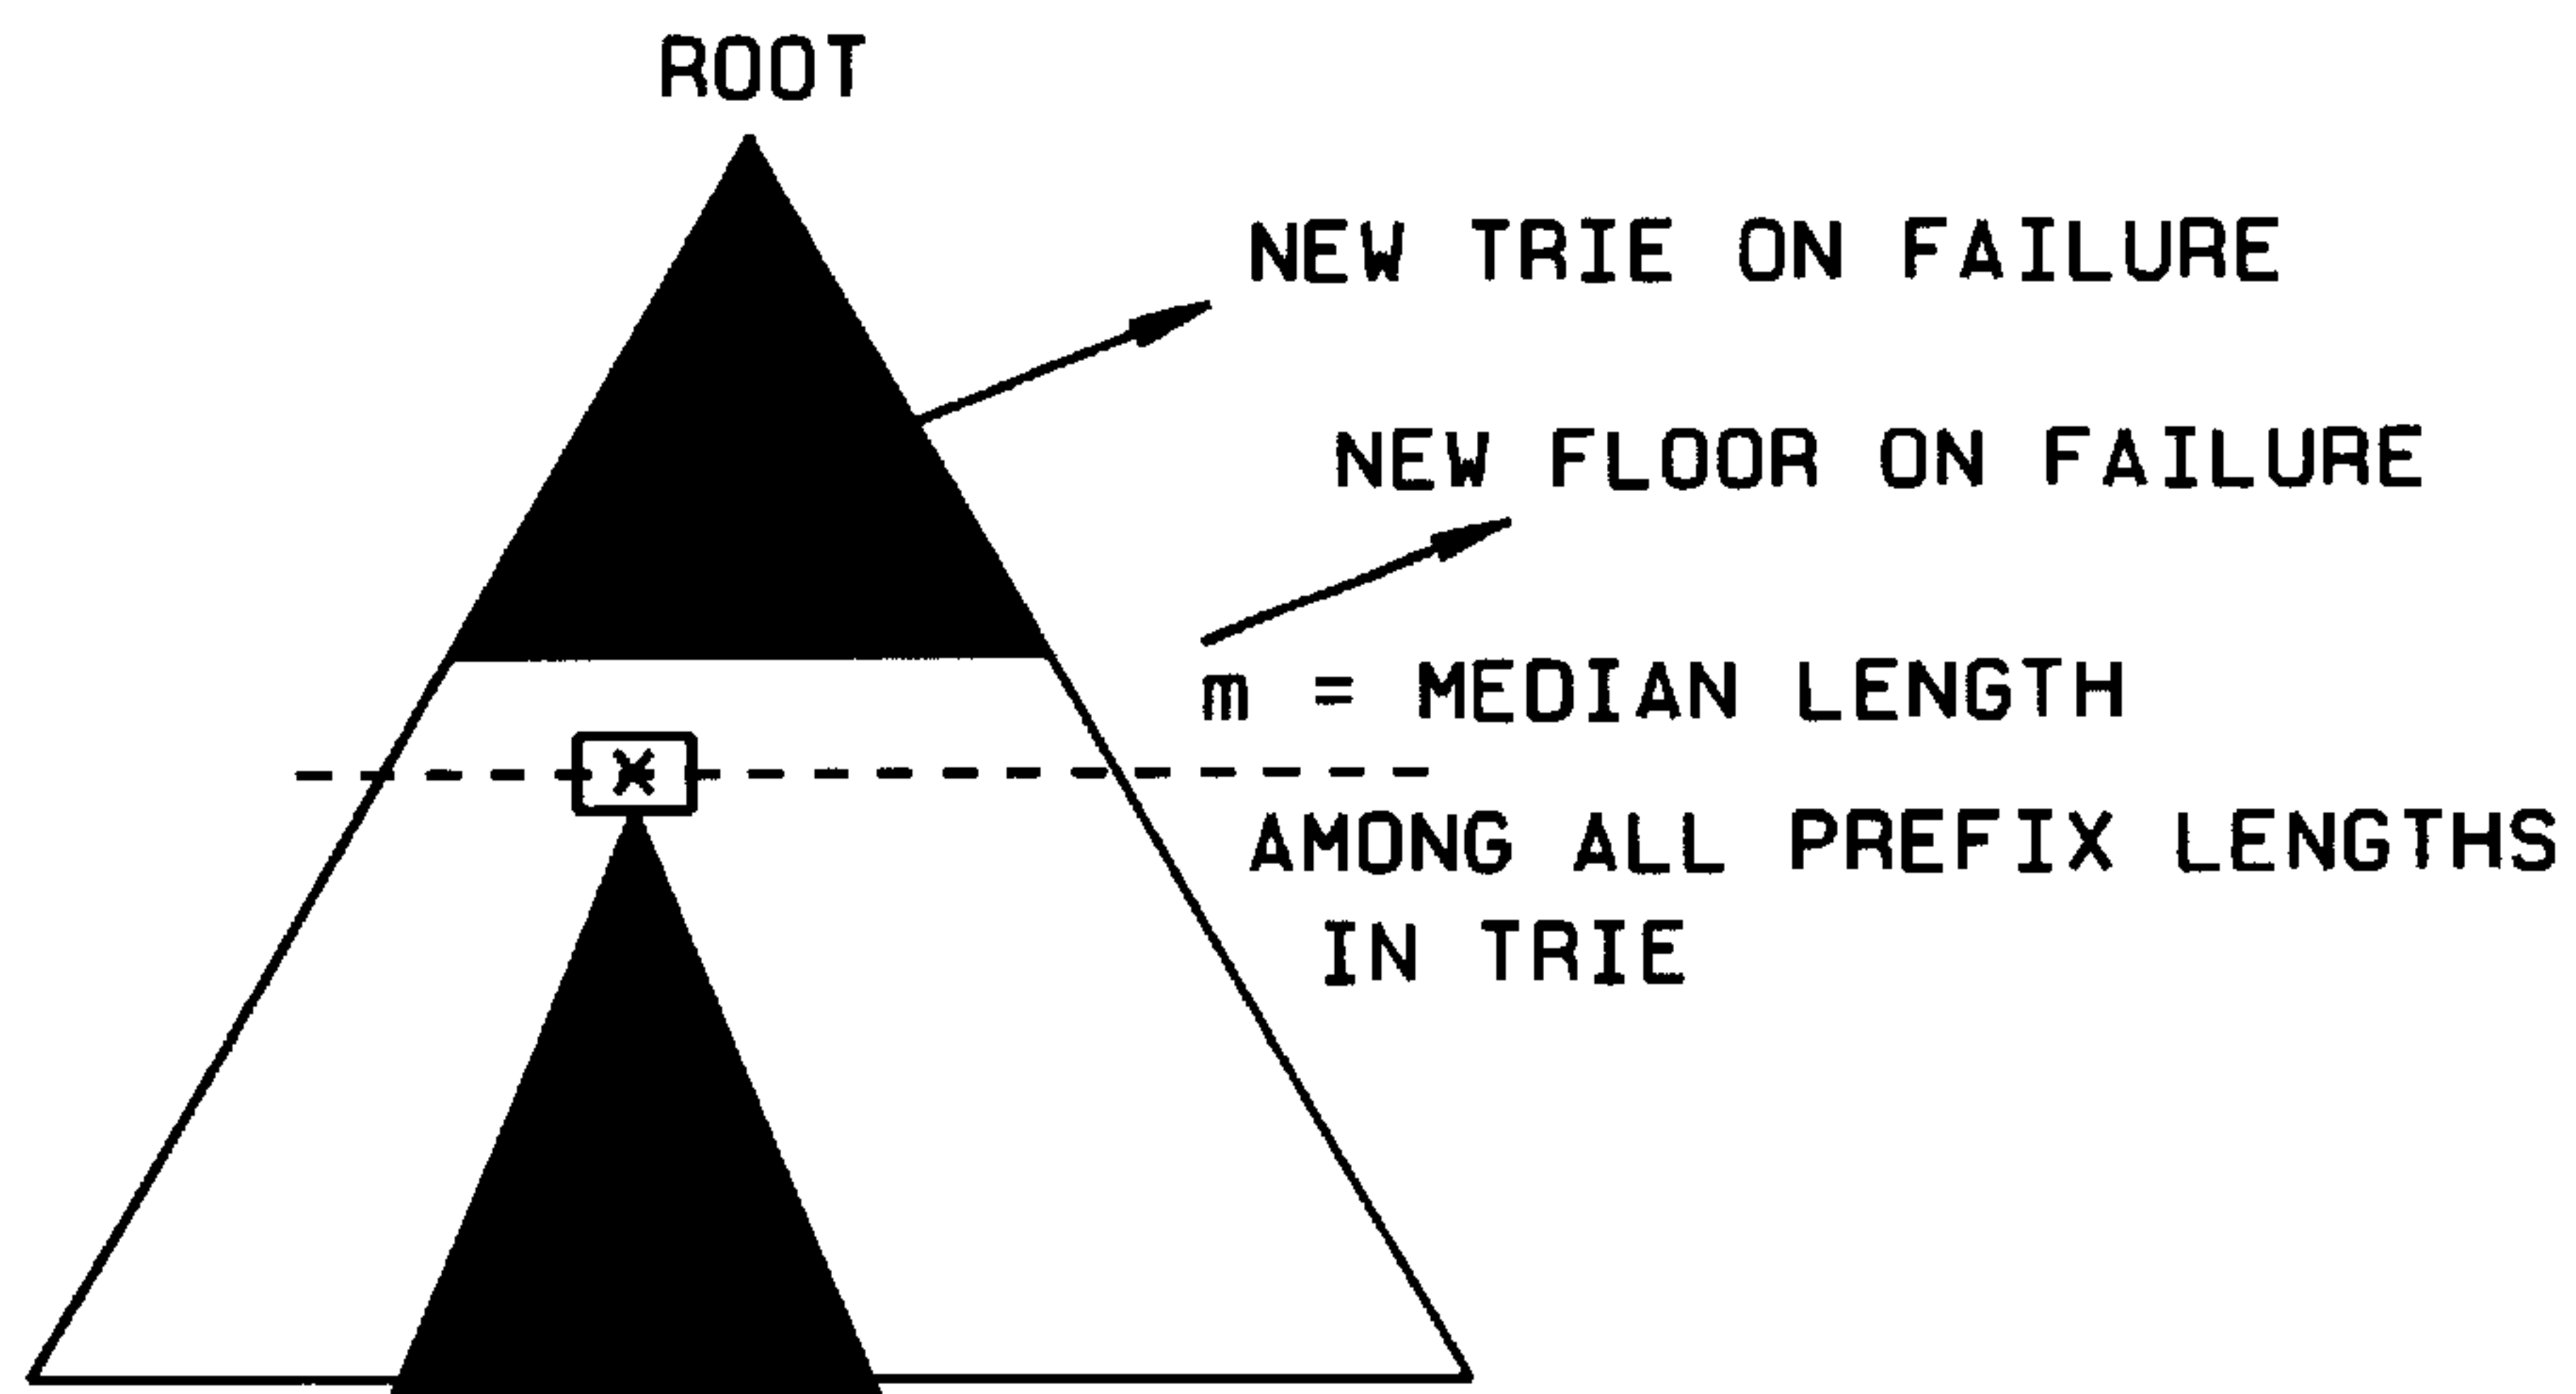 ROOT
NEW TRIE ON FAILURE
NEW FLOOR ON FAILURE
m = MEDIAN LENGTH
X
AMONG ALL PREFIX LENGTHS
IN TRIE